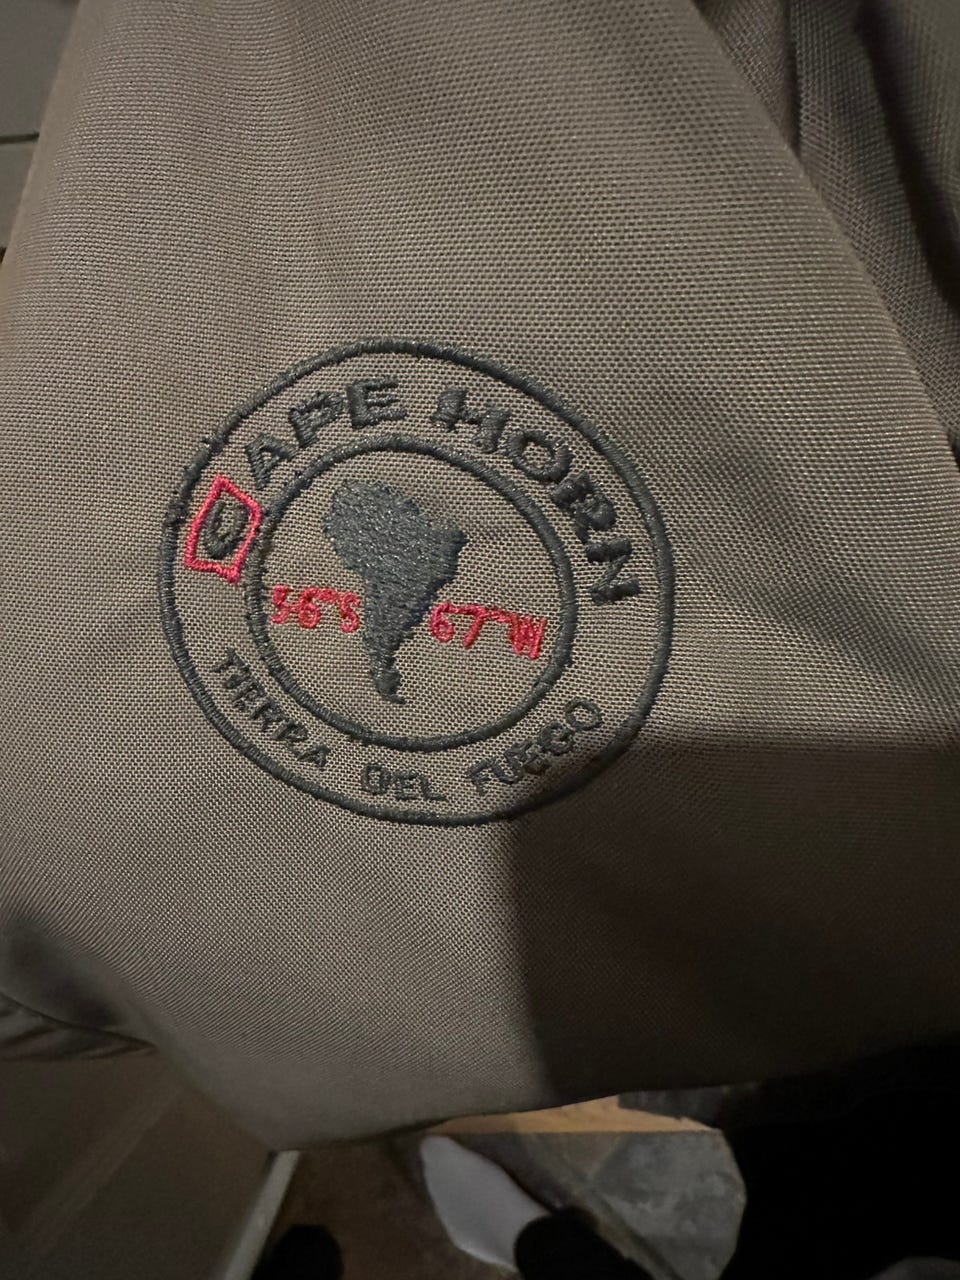 CAPE HORN
56°S 67°W
TIERRA DEL FUEGO